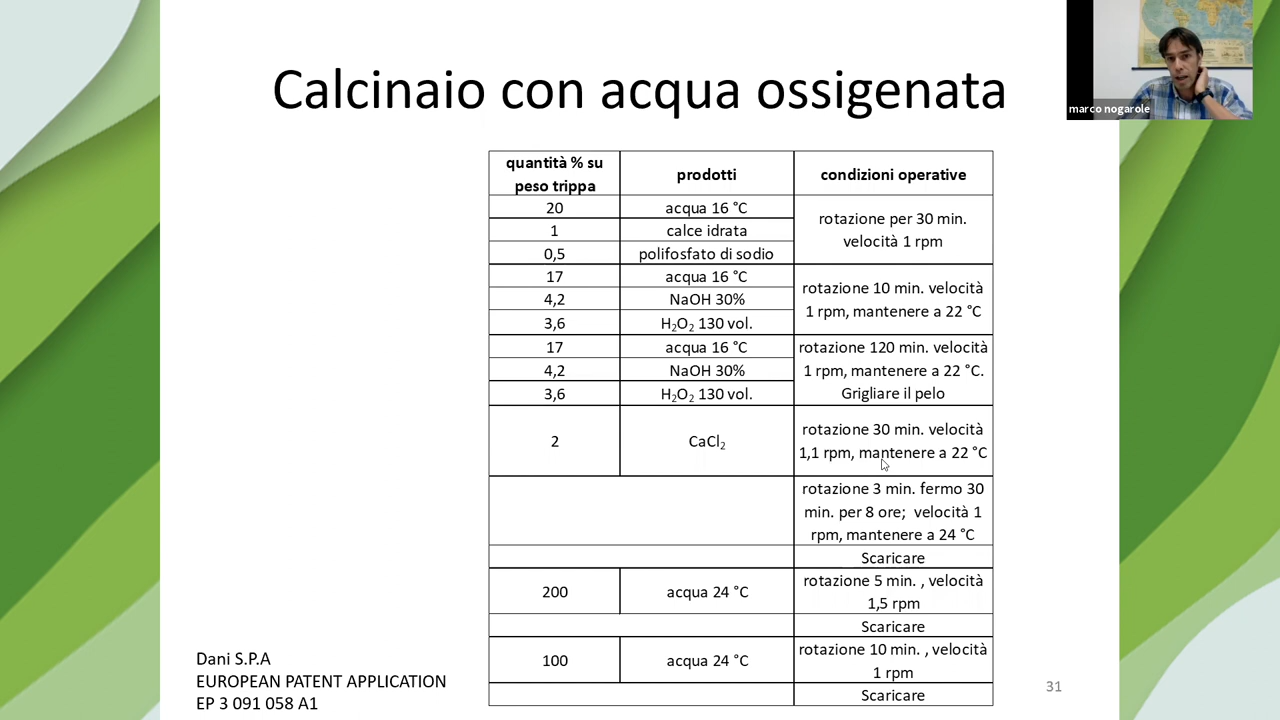 Calcinaio con acqua ossigenata
marco nogarole
quantità % su
peso trippa
prodotti
condizioni operative
20
acqua 16 °C
rotazione per 30 min.
velocità 1 rpm
1
calce idrata
0,5
polifosfato di sodio
17
acqua 16 °C
rotazione 10 min. velocità
1 rpm, mantenere a 22 °C
4,2
NaOH 30%
3,6
H₂O₂ 130 vol.
17
acqua 16 °C
rotazione 120 min. velocità
1 rpm, mantenere a 22 °C.
Grigliare il pelo
4,2
NaOH 30%
3,6
H₂O₂ 130 vol.
2
CaCl₂
rotazione 30 min. velocità
1,1 rpm, mantenere a 22 °C
rotazione 3 min. fermo 30
min. per 8 ore; velocità 1
rpm, mantenere a 24 °C
Scaricare
200
acqua 24 °C
rotazione 5 min. , velocità
1,5 rpm
Scaricare
100
acqua 24 °C
rotazione 10 min. , velocità
1 rpm
Scaricare
Dani S.P.A
EUROPEAN PATENT APPLICATION
EP 3 091 058 A1
31